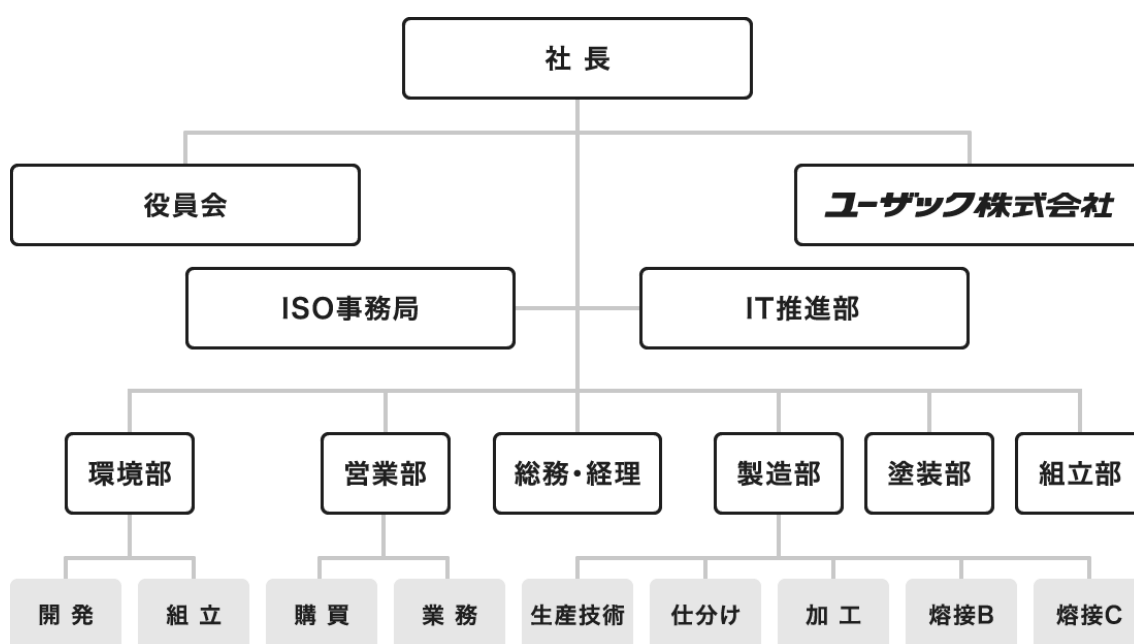 社 長
役員会
ユーザック株式会社
ISO事務局
IT推進部
環境部
営業部
総務・経理
製造部
塗装部
組立部
開 発
組 立
購 買
業 務
生産技術
仕分け
加 工
熔接B
熔接C